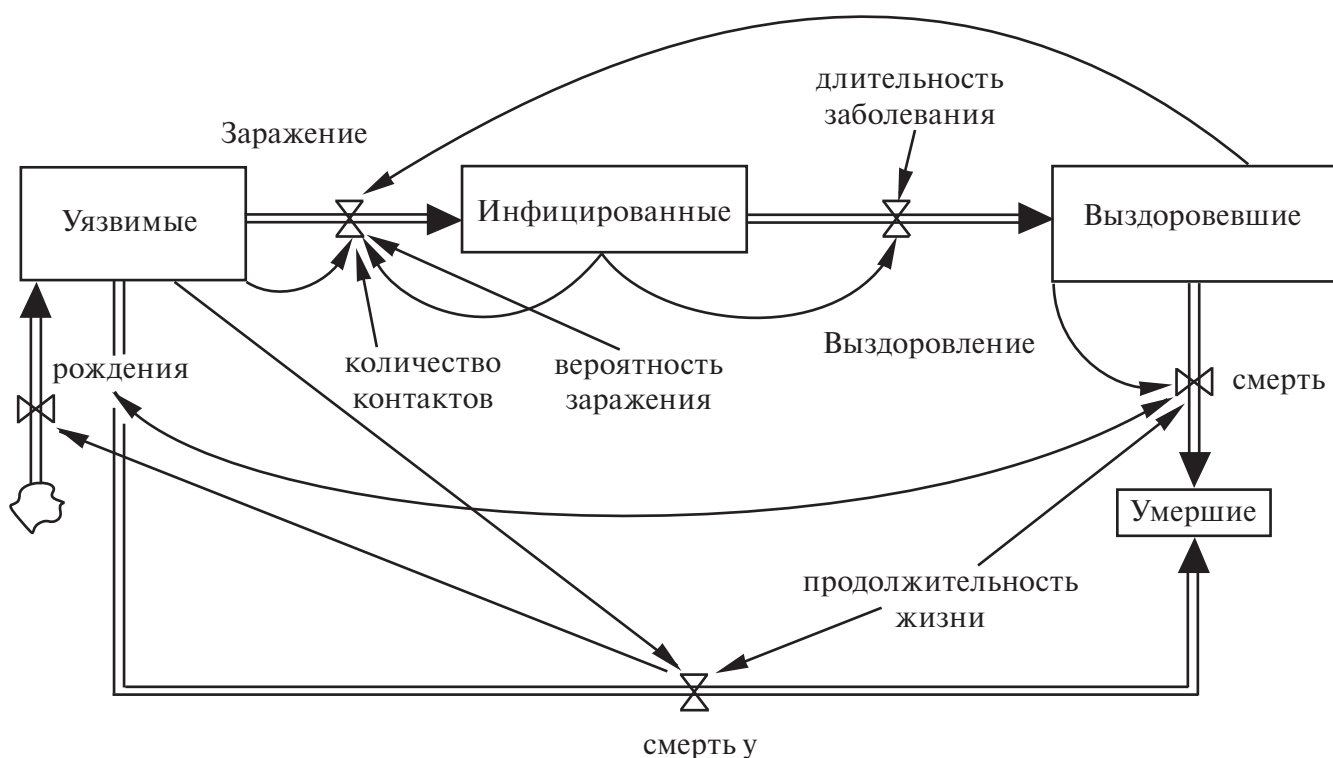 длительность
заболевания
Заражение
Уязвимые
Инфицированные
Выздоровевшие
рождения
количество
контактов
вероятность
заражения
Выздоровление
смерть
Умершие
продолжительность
жизни
смерть у